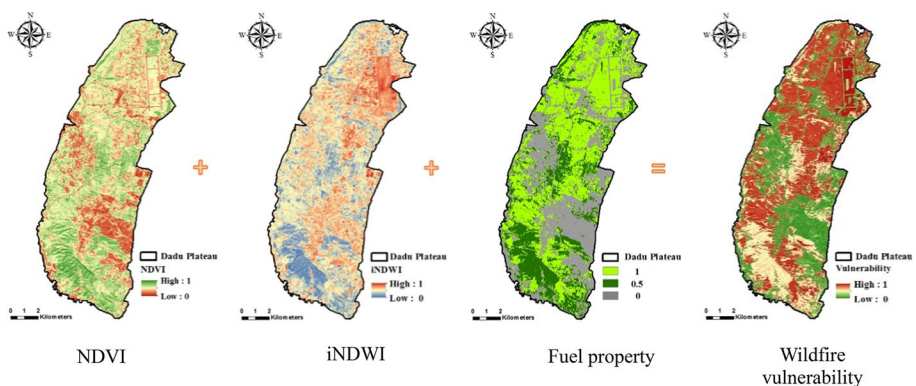 N
W E
S
Dadu Plateau
NDVI
High : 1
Low : 0
0 1 2
Kilometers
NDVI
+
N
W E
S
Dadu Plateau
iNDWI
High : 1
Low : 0
0 1 2
Kilometers
iNDWI
+
N
W E
S
Dadu Plateau
1
0.5
0
0 1 2
Kilometers
Fuel property
=
N
W E
S
Dadu Plateau
Vulnerability
High : 1
Low : 0
0 1 2
Kilometers
Wildfire
vulnerability